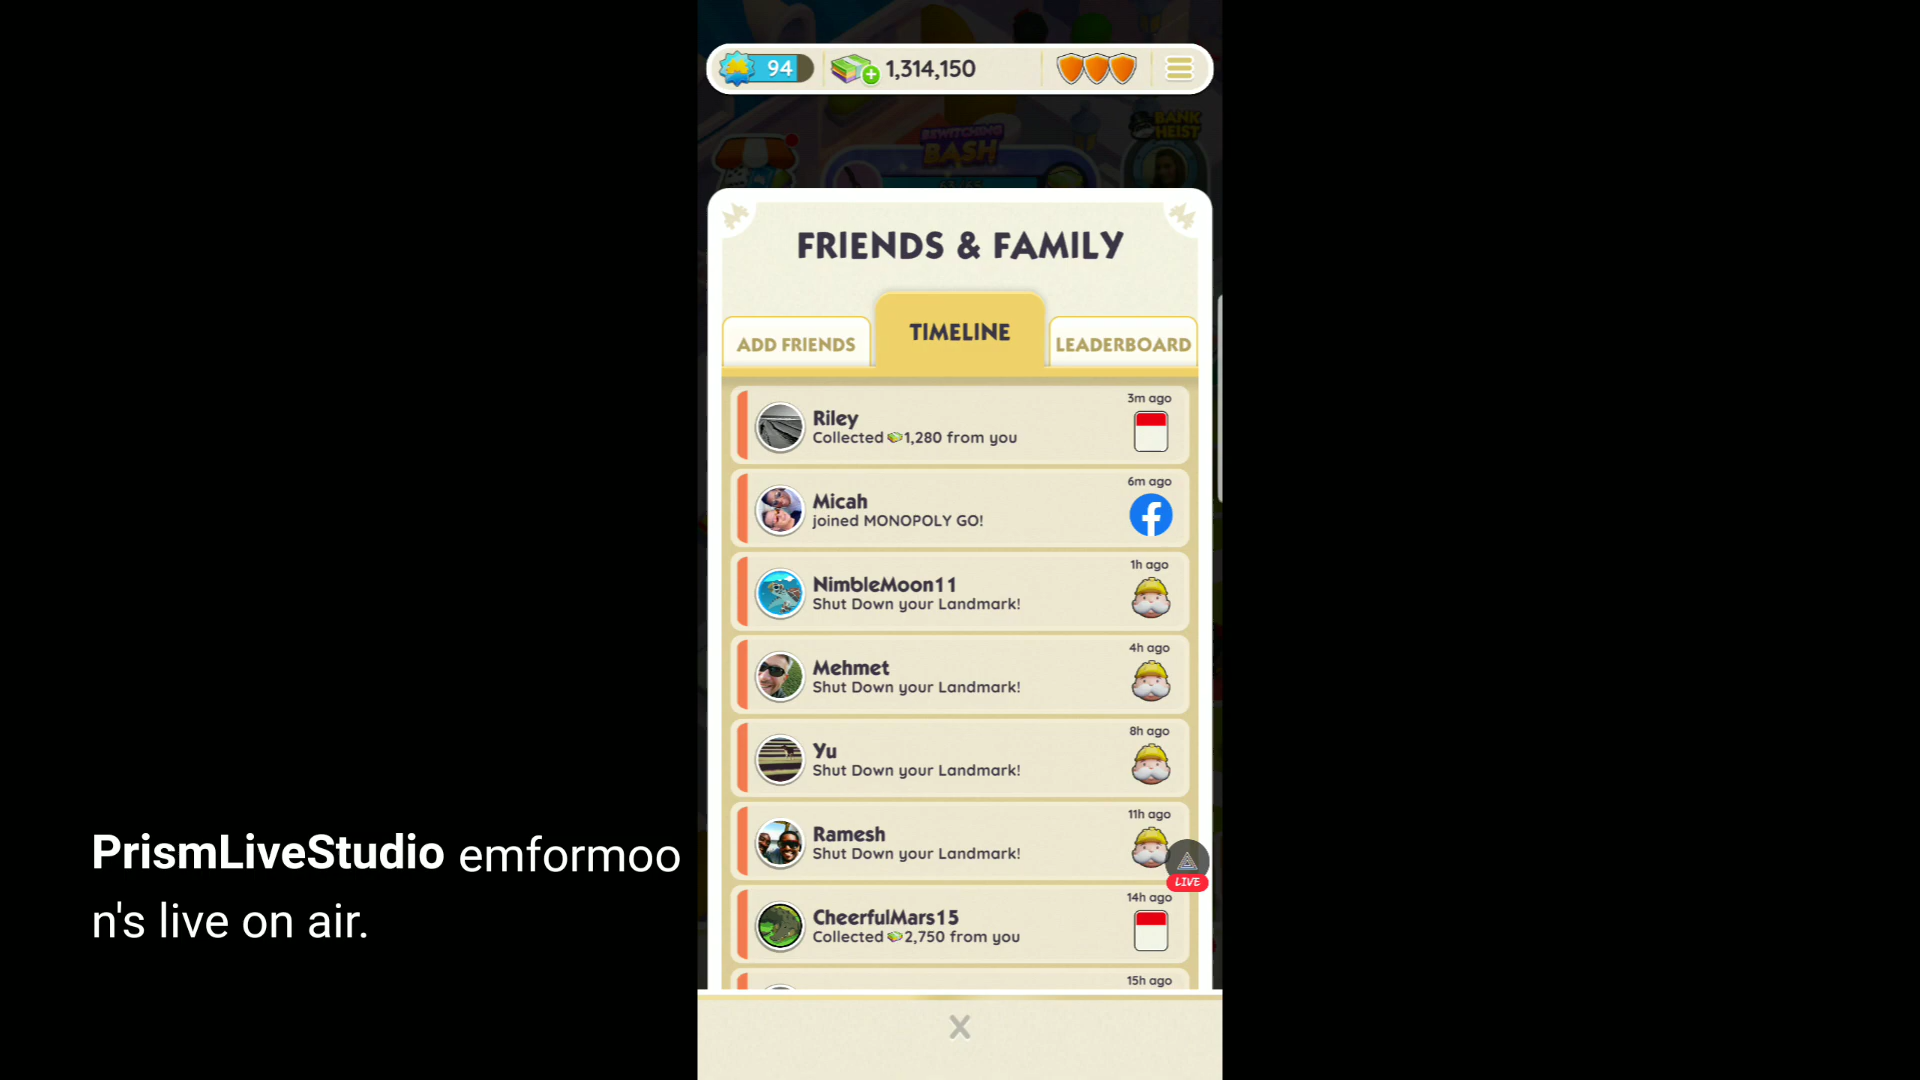 94
1,314,150
BEWITCHING
BASH
BANK
HEIST
FRIENDS & FAMILY
ADD FRIENDS
TIMELINE
LEADERBOARD
3m ago
Riley
Collected 1,280 from you
6m ago
Micah
joined MONOPOLY GO!
1h ago
NimbleMoon11
Shut Down your Landmark!
4h ago
Mehmet
Shut Down your Landmark!
8h ago
Yu
Shut Down your Landmark!
11h ago
Ramesh
Shut Down your Landmark!
LIVE
14h ago
CheerfulMars15
Collected 2,750 from you
15h ago
X
PrismLiveStudio emformoo
n's live on air.